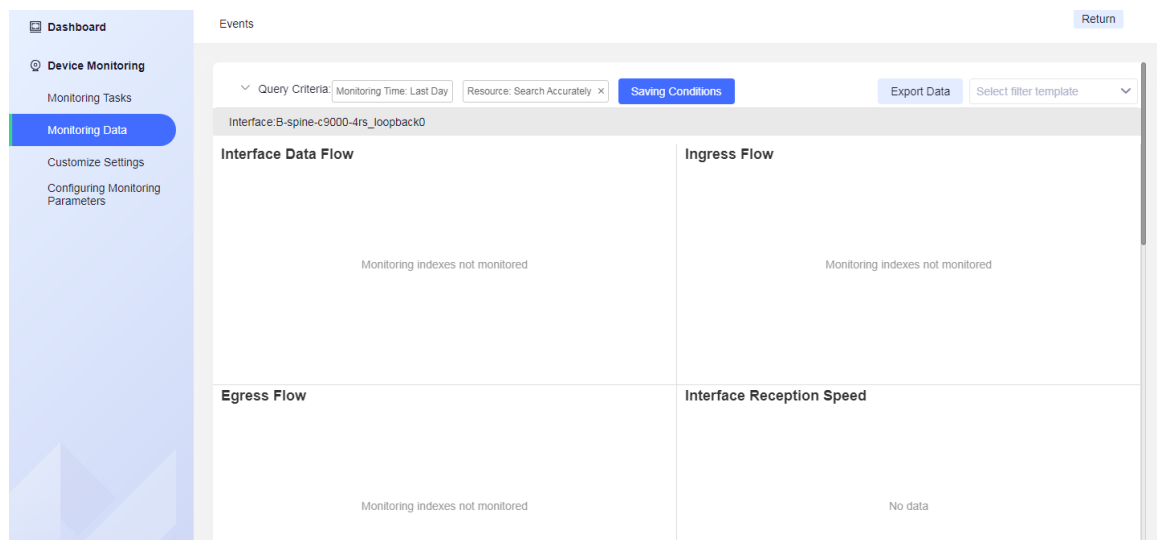 Dashboard
Device Monitoring
Monitoring Tasks
Monitoring Data
Customize Settings
Configuring Monitoring
Parameters
Events
Return
Query Criteria: Monitoring Time: Last Day Resource: Search Accurately × Saving Conditions Export Data Select filter template
Interface:B-spine-c9000-4rs_loopback0
Interface Data Flow
Monitoring indexes not monitored
Ingress Flow
Monitoring indexes not monitored
Egress Flow
Monitoring indexes not monitored
Interface Reception Speed
No data